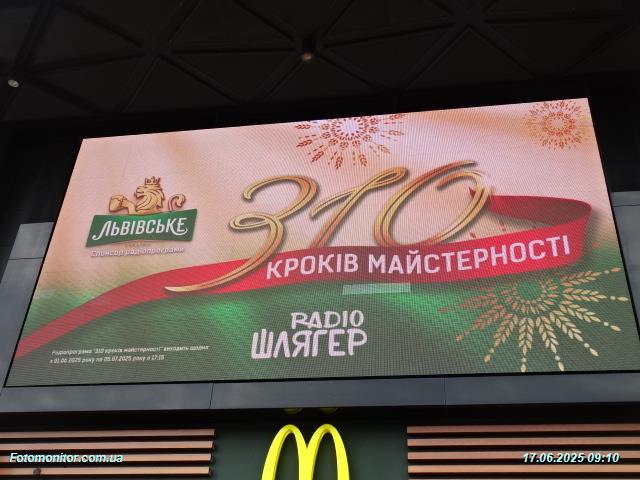 ЛЬВІВСЬКЕ
Спонсор радіопрограми
310
КРОКІВ МАЙСТЕРНОСТІ
RADIO
ШЛЯГЕР
Радіопрограма "310 кроків майстерності" виходить щодня
з 01.06.2025 року по 05.07.2025 року о 17:15
Fotomonitor.com.ua
17.06.2025 09:10